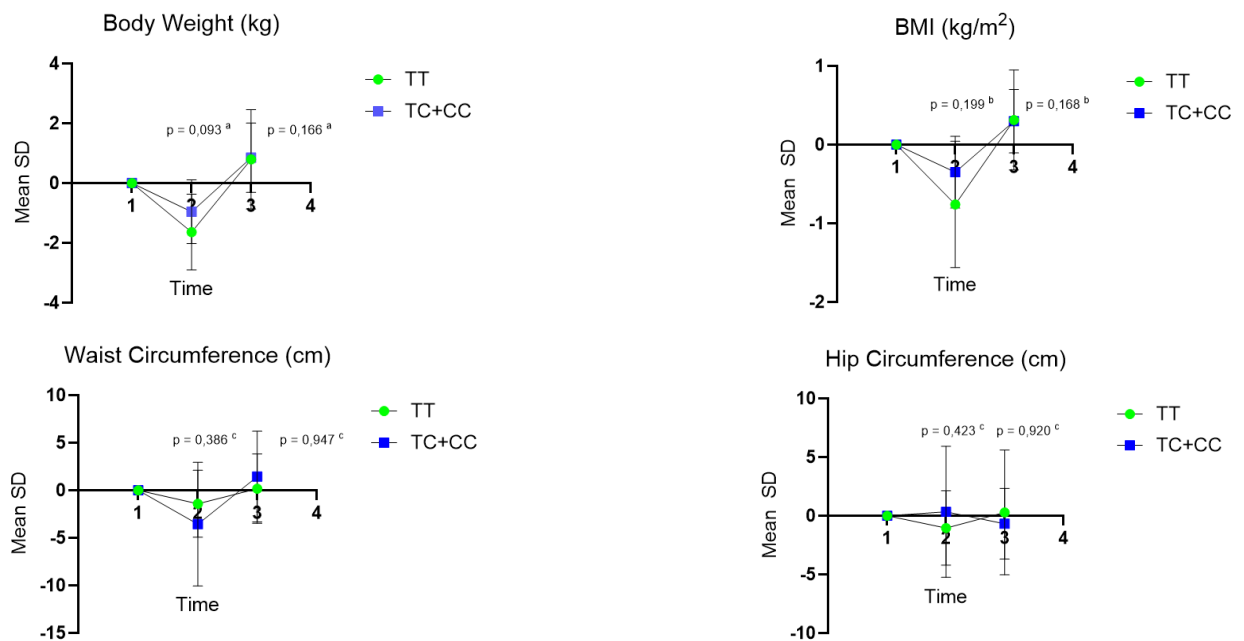 Body Weight (kg)
4
2
0
-2
-4
Mean SD
1
2
3
4
Time
p = 0,093 a
p = 0,166 a
TT
TC+CC
BMI (kg/m²)
1
0
-1
-2
Mean SD
1
2
3
4
Time
p = 0,199 b
p = 0,168 b
TT
TC+CC
Waist Circumference (cm)
10
5
0
-5
-10
-15
Mean SD
1
2
3
4
Time
p = 0,386 c
p = 0,947 c
TT
TC+CC
Hip Circumference (cm)
10
5
0
-5
-10
Mean SD
1
2
3
4
Time
p = 0,423 c
p = 0,920 c
TT
TC+CC